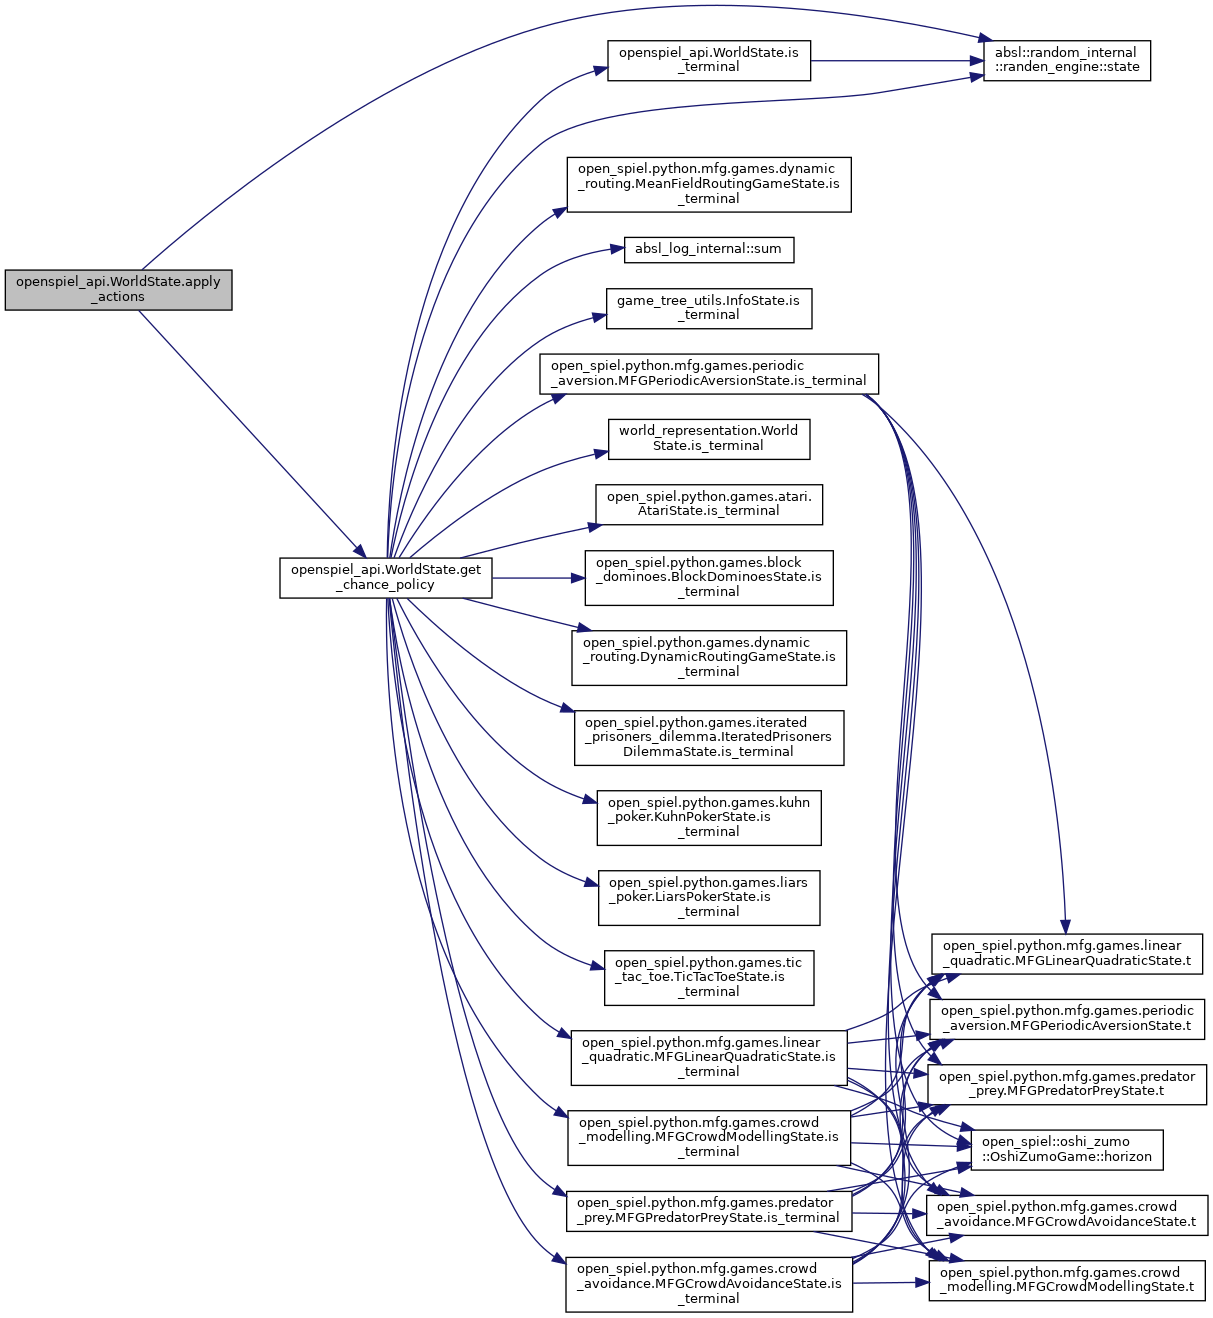 openspiel_api.WorldState.is
_terminal
absl::random_internal
::randen_engine::state
open_spiel.python.mfg.games.dynamic
_routing.MeanFieldRoutingGameState.is
_terminal
absl_log_internal::sum
openspiel_api.WorldState.apply
_actions
game_tree_utils.InfoState.is
_terminal
open_spiel.python.mfg.games.periodic
_aversion.MFGPeriodicAversionState.is_terminal
world_representation.World
State.is_terminal
open_spiel.python.games.atari.
AtariState.is_terminal
openspiel_api.WorldState.get
_chance_policy
open_spiel.python.games.block
_dominoes.BlockDominoesState.is
_terminal
open_spiel.python.games.dynamic
_routing.DynamicRoutingGameState.is
_terminal
open_spiel.python.games.iterated
_prisoners_dilemma.IteratedPrisoners
DilemmaState.is_terminal
open_spiel.python.games.kuhn
_poker.KuhnPokerState.is
_terminal
open_spiel.python.games.liars
_poker.LiarsPokerState.is
_terminal
open_spiel.python.games.tic
_tac_toe.TicTacToeState.is
_terminal
open_spiel.python.mfg.games.linear
_quadratic.MFGLinearQuadraticState.is
_terminal
open_spiel.python.mfg.games.crowd
_modelling.MFGCrowdModellingState.is
_terminal
open_spiel.python.mfg.games.predator
_prey.MFGPredatorPreyState.is_terminal
open_spiel.python.mfg.games.crowd
_avoidance.MFGCrowdAvoidanceState.is
_terminal
open_spiel.python.mfg.games.linear
_quadratic.MFGLinearQuadraticState.t
open_spiel.python.mfg.games.periodic
_aversion.MFGPeriodicAversionState.t
open_spiel.python.mfg.games.predator
_prey.MFGPredatorPreyState.t
open_spiel::oshi_zumo
::OshiZumoGame::horizon
open_spiel.python.mfg.games.crowd
_avoidance.MFGCrowdAvoidanceState.t
open_spiel.python.mfg.games.crowd
_modelling.MFGCrowdModellingState.t